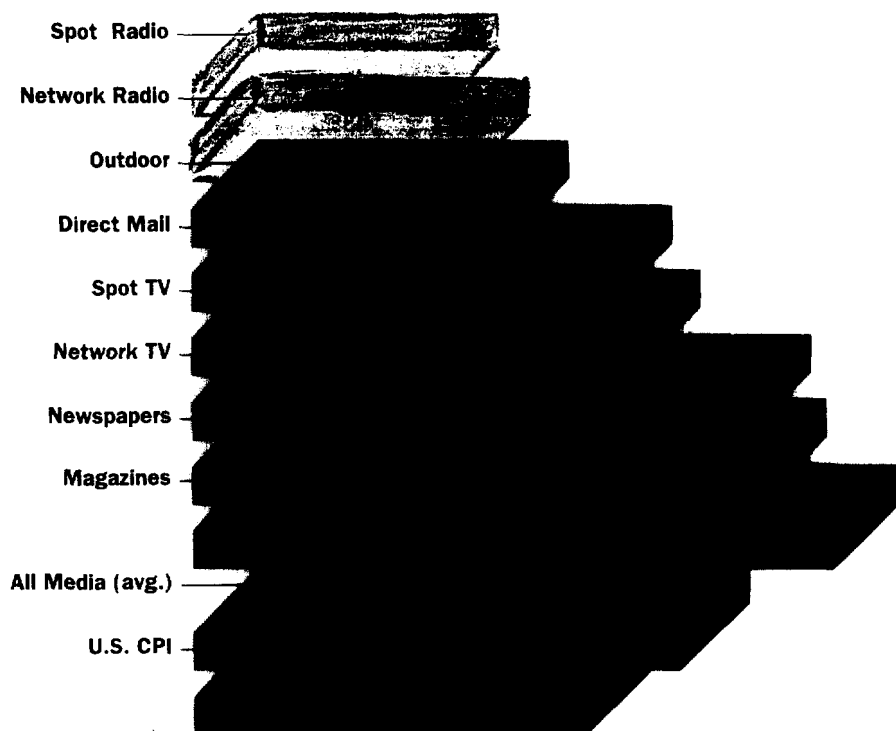 Spot Radio
Network Radio
Outdoor
Direct Mail
Spot TV
Network TV
Newspapers
Magazines
All Media (avg.)
U.S. CPI